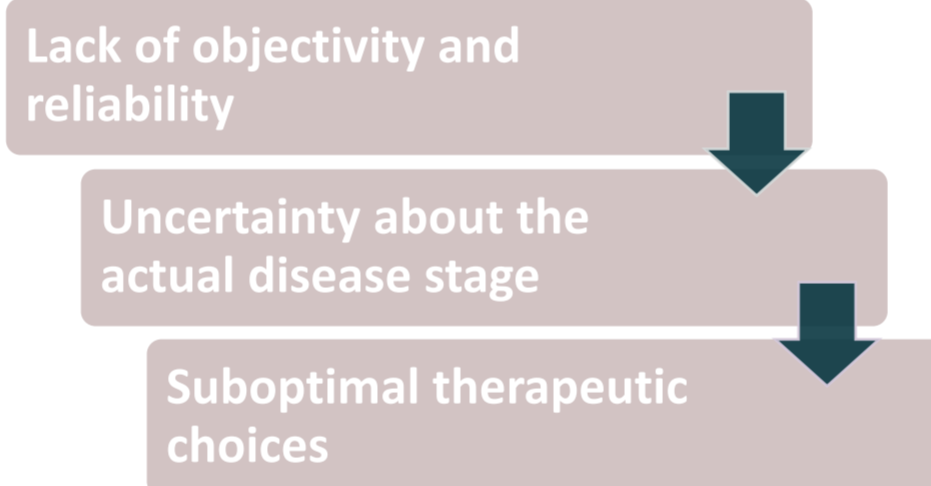 Lack of objectivity and
reliability
Uncertainty about the
actual disease stage
Suboptimal therapeutic
choices